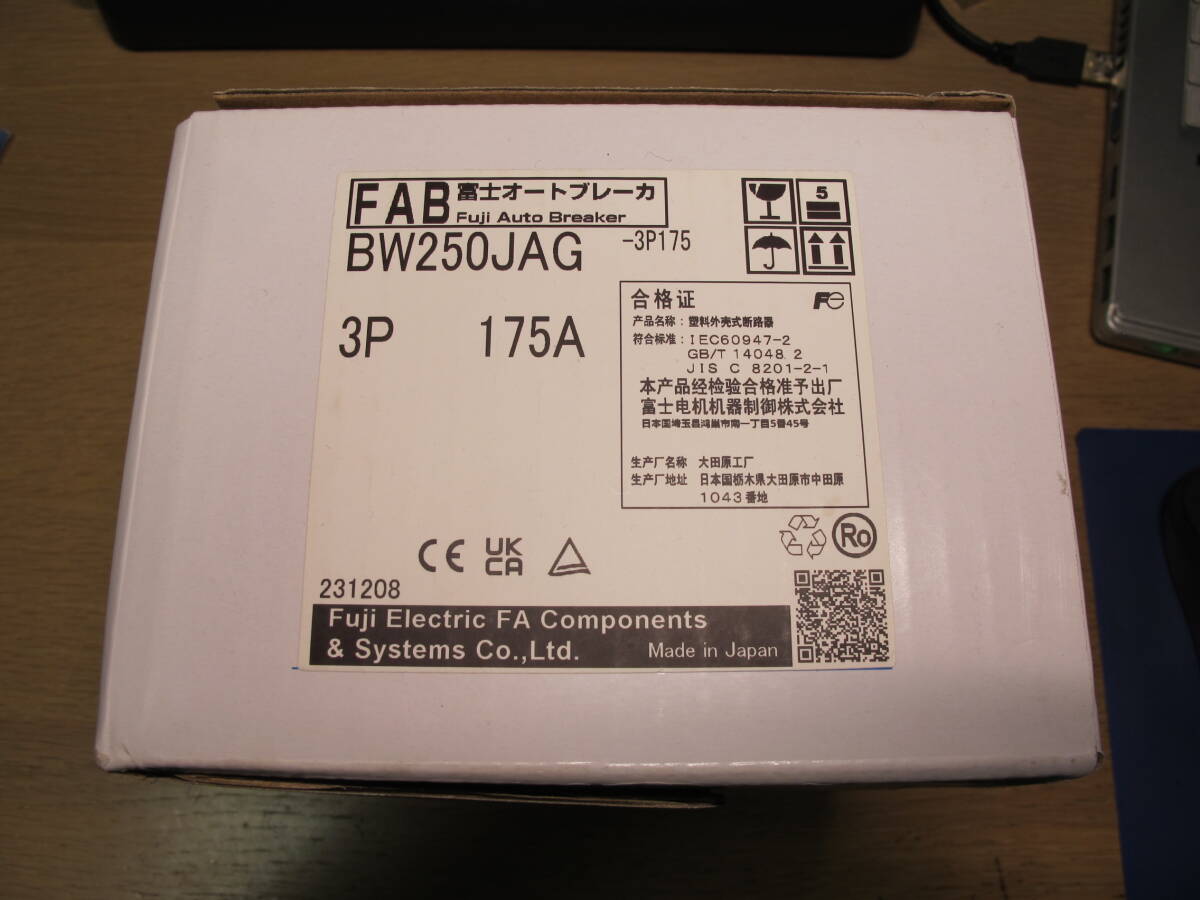 FAB 富士オートブレーカ
Fuji Auto Breaker
BW250JAG -3P175
3P 175A
5
合格证
Fe
产品名称：塑料外壳式断路器
符合标准：IEC60947-2
GB/T 14048.2
JIS C 8201-2-1
本产品经检验合格准予出厂
富士电机机器制御株式会社
日本国埼玉县鸿巢市南一丁目5番45号
生产厂名称 大田原工厂
生产厂地址 日本国栃木県大田原市中田原
1043番地
CE UK
CA
Ro
231208
Fuji Electric FA Components
& Systems Co.,Ltd. Made in Japan